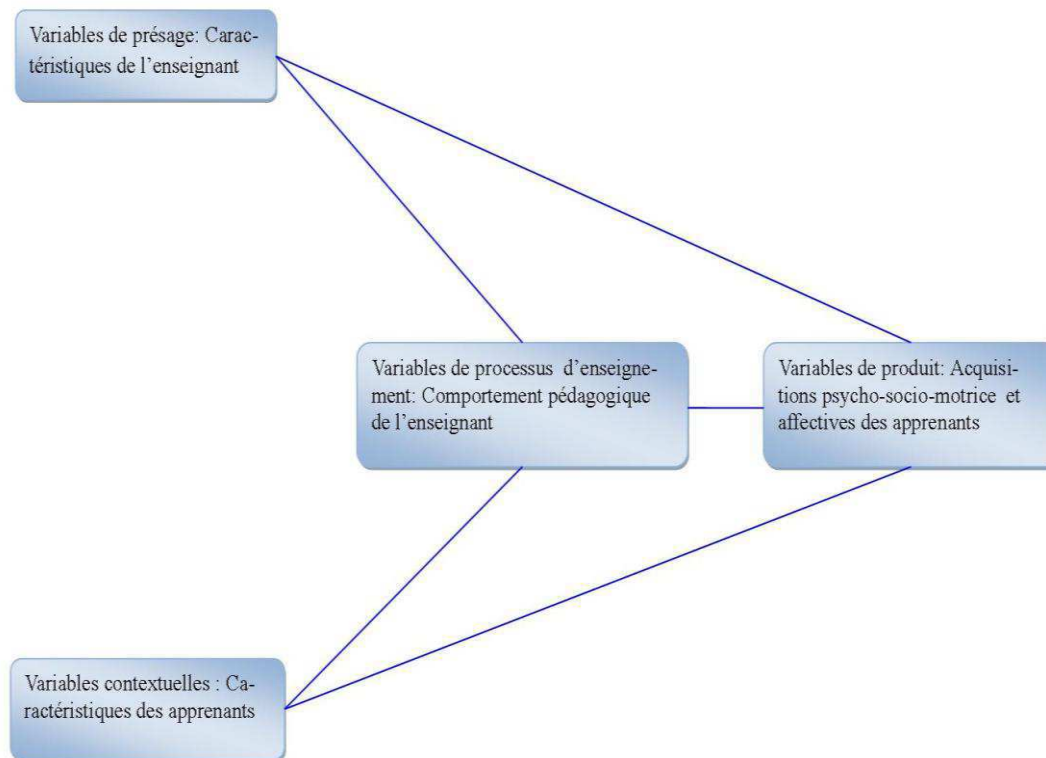 Variables de présage: Carac-
téristiques de l’enseignant
Variables de processus d’enseigne-
ment: Comportement pédagogique
de l’enseignant
Variables de produit: Acquisi-
tions psycho-socio-motrice et
affectives des apprenants
Variables contextuelles : Ca-
ractéristiques des apprenants